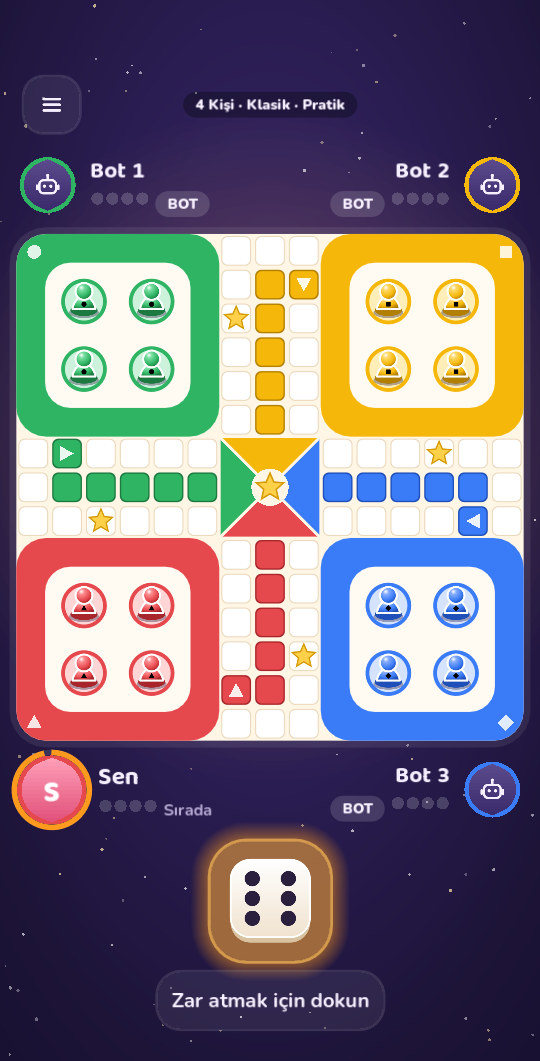 4 Kişi · Klasik · Pratik
Bot 1
BOT
Bot 2
BOT
S
Sen
Sırada
Bot 3
BOT
Zar atmak için dokun